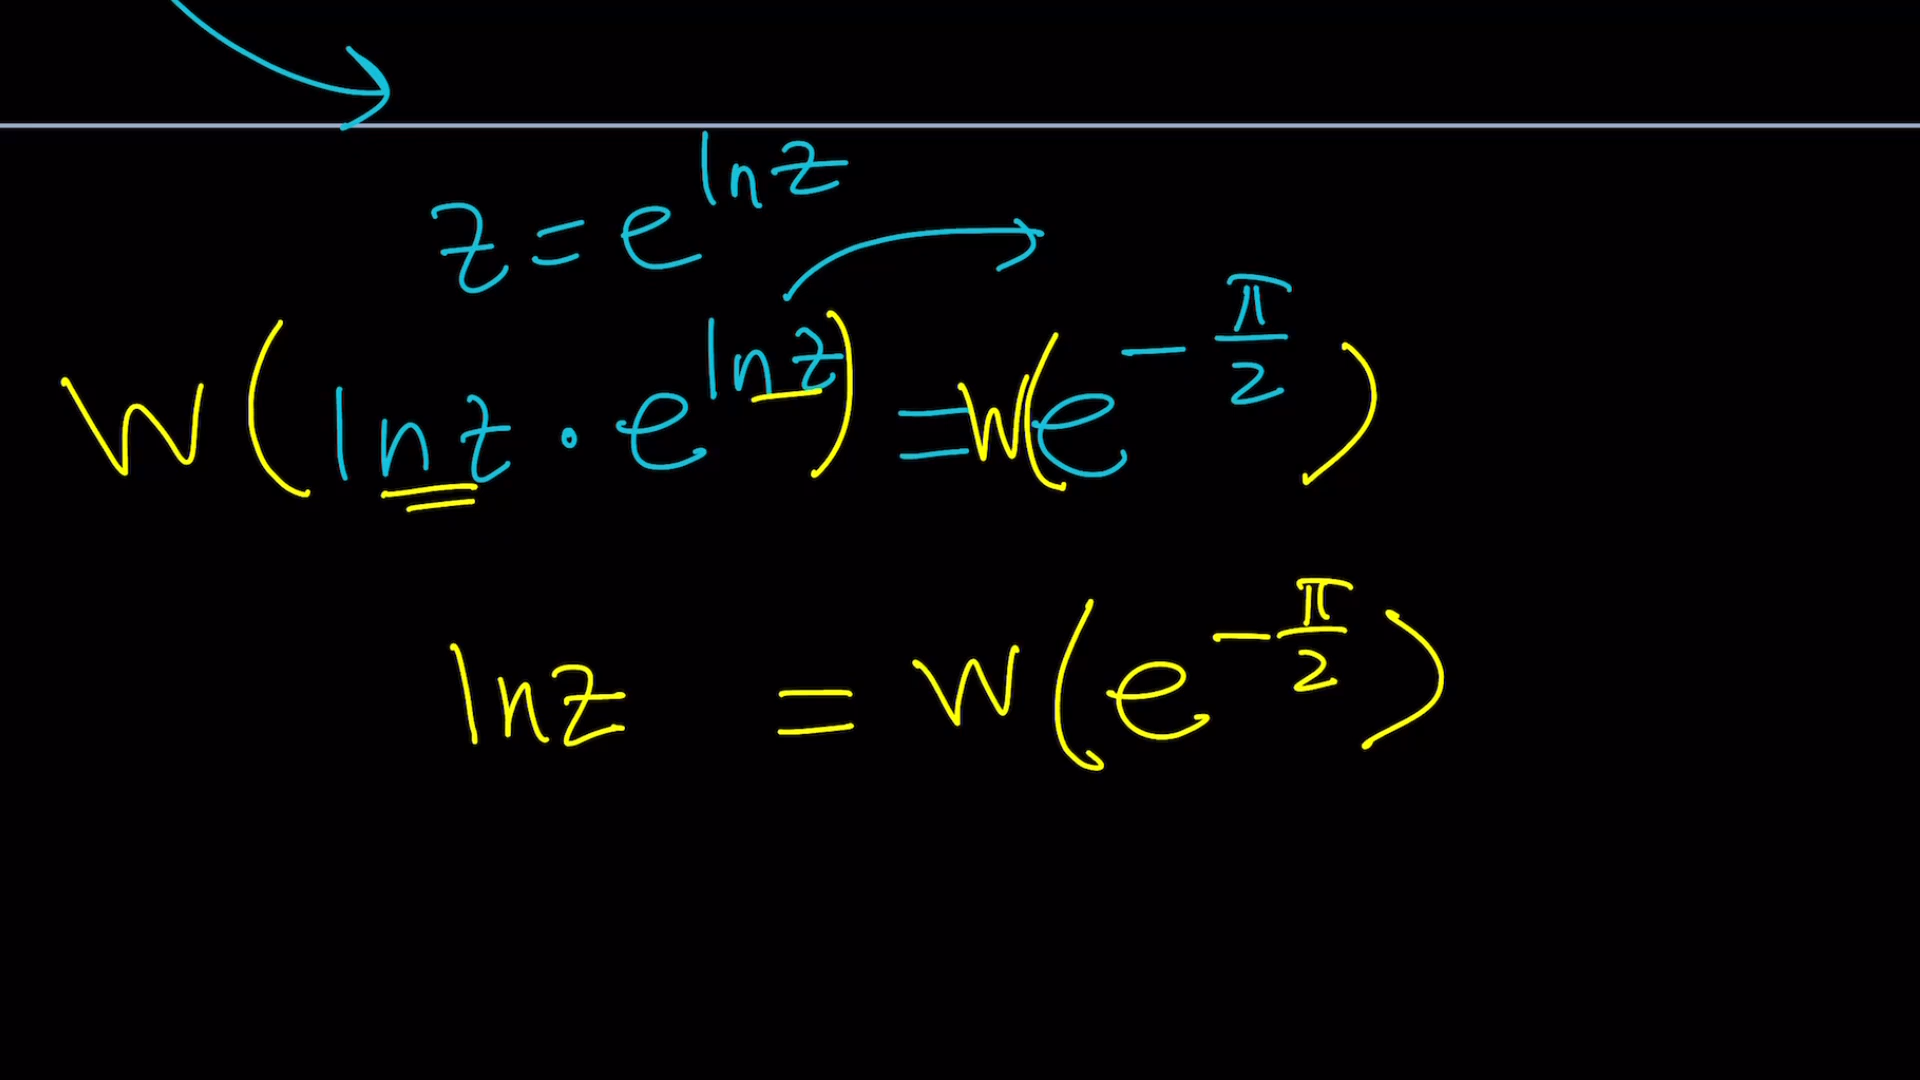 z = e^{ln z}
W(ln z · e^{ln z}) = W(e^{-π/2})
ln z = W(e^{-π/2})